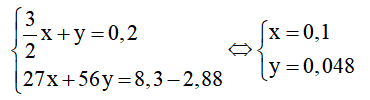 { 3/2 x + y = 0,2
{ 27x + 56y = 8,3 − 2,88
⇔
{ x = 0,1
{ y = 0,048